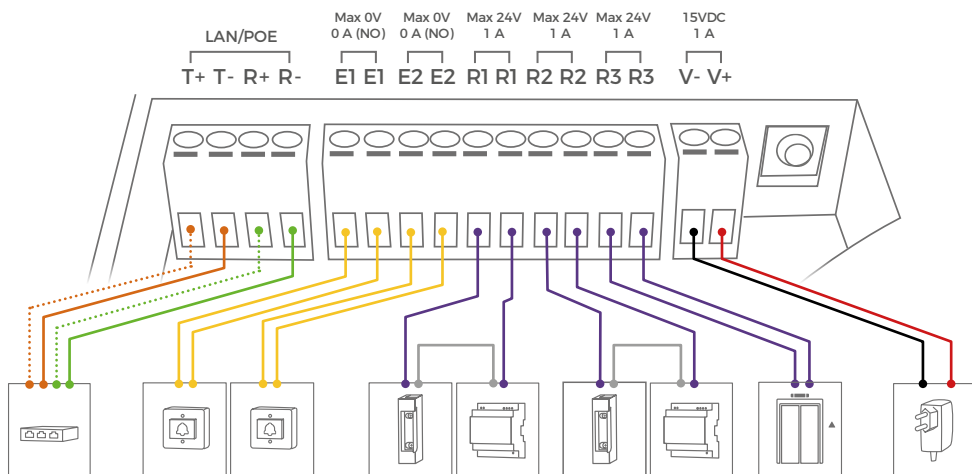 LAN/POE
Max 0V
0 A (NO)
Max 0V
0 A (NO)
Max 24V
1 A
Max 24V
1 A
Max 24V
1 A
15VDC
1 A
T+ T- R+ R- E1 E1 E2 E2 R1 R1 R2 R2 R3 R3 V- V+